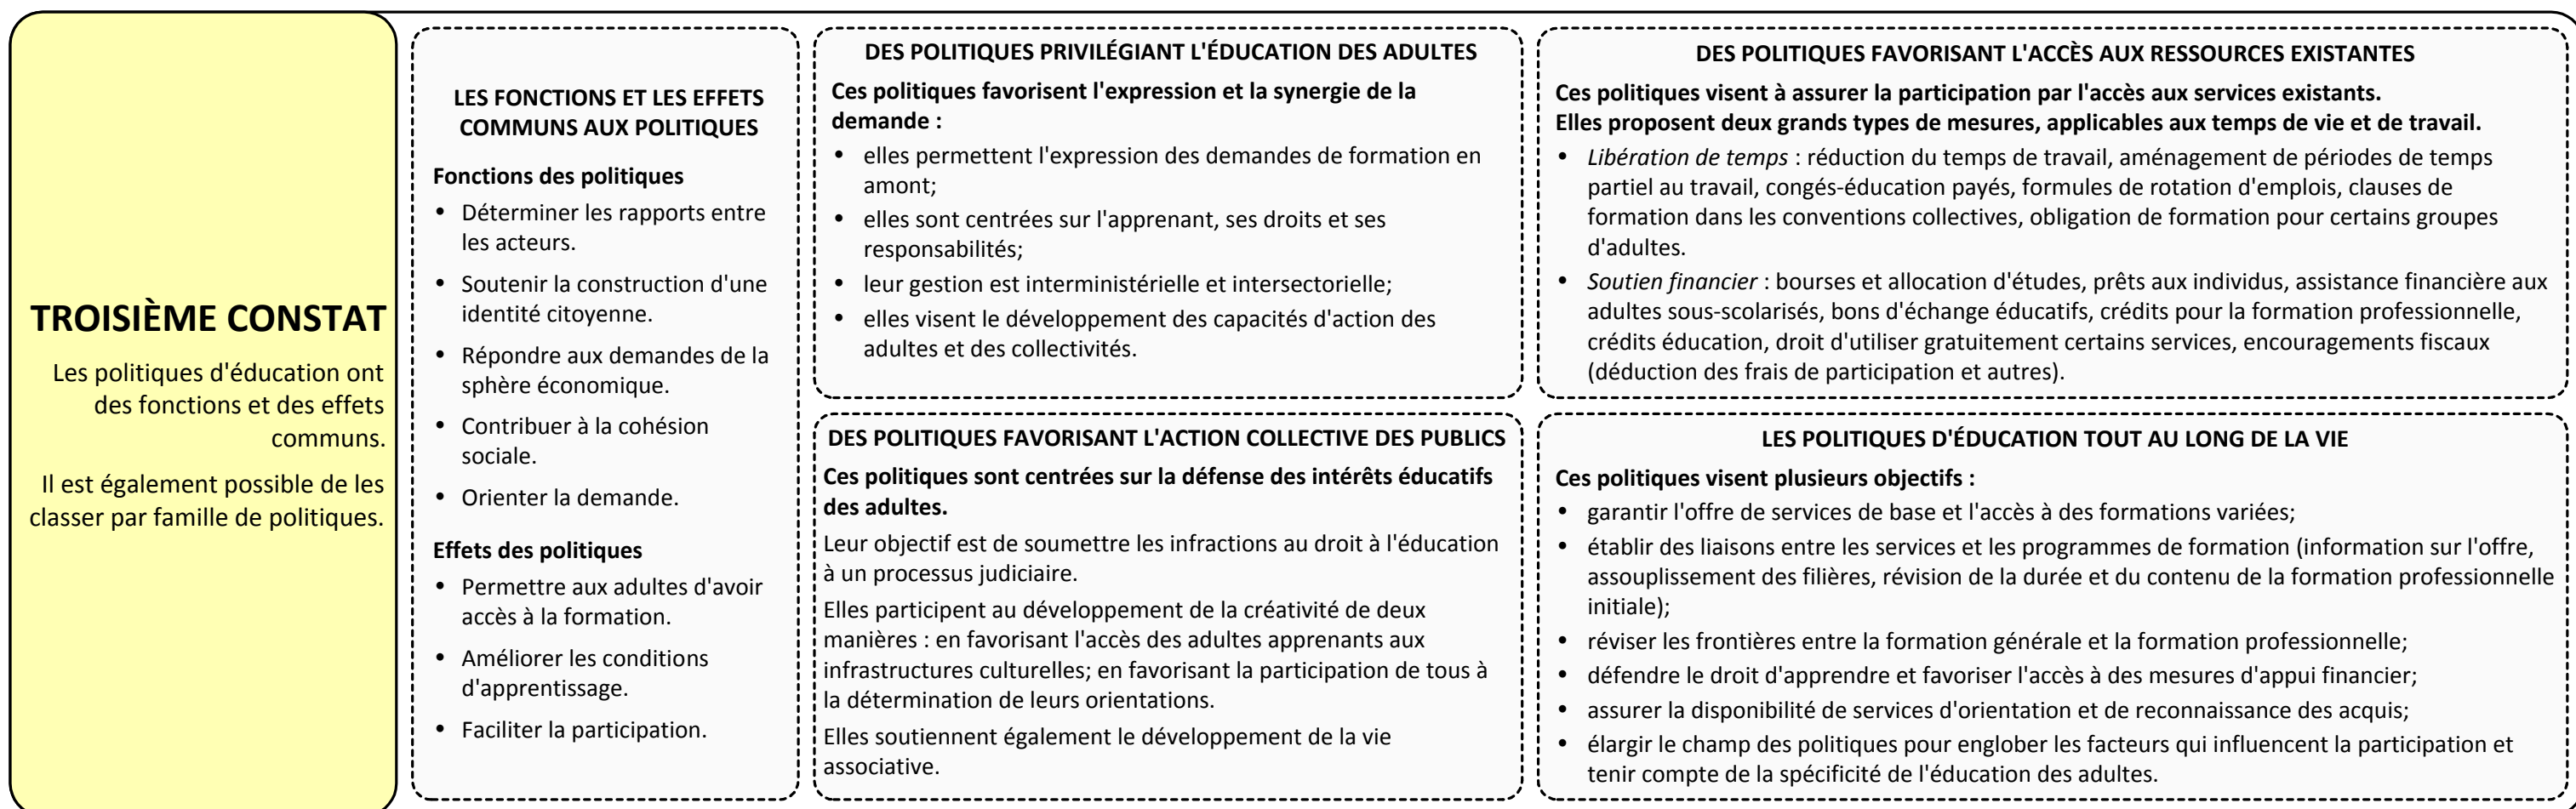 TROISIÈME CONSTAT
Les politiques d'éducation ont
des fonctions et des effets
communs.
Il est également possible de les
classer par famille de politiques.
LES FONCTIONS ET LES EFFETS
COMMUNS AUX POLITIQUES
Fonctions des politiques
• Déterminer les rapports entre
les acteurs.
• Soutenir la construction d'une
identité citoyenne.
• Répondre aux demandes de la
sphère économique.
• Contribuer à la cohésion
sociale.
• Orienter la demande.
Effets des politiques
• Permettre aux adultes d'avoir
accès à la formation.
• Améliorer les conditions
d'apprentissage.
• Faciliter la participation.
DES POLITIQUES PRIVILÉGIANT L'ÉDUCATION DES ADULTES
Ces politiques favorisent l'expression et la synergie de la
demande :
• elles permettent l'expression des demandes de formation en
amont;
• elles sont centrées sur l'apprenant, ses droits et ses
responsabilités;
• leur gestion est interministérielle et intersectorielle;
• elles visent le développement des capacités d'action des
adultes et des collectivités.
DES POLITIQUES FAVORISANT L'ACTION COLLECTIVE DES PUBLICS
Ces politiques sont centrées sur la défense des intérêts éducatifs
des adultes.
Leur objectif est de soumettre les infractions au droit à l'éducation
à un processus judiciaire.
Elles participent au développement de la créativité de deux
manières : en favorisant l'accès des adultes apprenants aux
infrastructures culturelles; en favorisant la participation de tous à
la détermination de leurs orientations.
Elles soutiennent également le développement de la vie
associative.
DES POLITIQUES FAVORISANT L'ACCÈS AUX RESSOURCES EXISTANTES
Ces politiques visent à assurer la participation par l'accès aux services existants.
Elles proposent deux grands types de mesures, applicables aux temps de vie et de travail.
• Libération de temps : réduction du temps de travail, aménagement de périodes de temps
partiel au travail, congés-éducation payés, formules de rotation d'emplois, clauses de
formation dans les conventions collectives, obligation de formation pour certains groupes
d'adultes.
• Soutien financier : bourses et allocation d'études, prêts aux individus, assistance financière aux
adultes sous-scolarisés, bons d'échange éducatifs, crédits pour la formation professionnelle,
crédits éducation, droit d'utiliser gratuitement certains services, encouragements fiscaux
(déduction des frais de participation et autres).
LES POLITIQUES D'ÉDUCATION TOUT AU LONG DE LA VIE
Ces politiques visent plusieurs objectifs :
• garantir l'offre de services de base et l'accès à des formations variées;
• établir des liaisons entre les services et les programmes de formation (information sur l'offre,
assouplissement des filières, révision de la durée et du contenu de la formation professionnelle
initiale);
• réviser les frontières entre la formation générale et la formation professionnelle;
• défendre le droit d'apprendre et favoriser l'accès à des mesures d'appui financier;
• assurer la disponibilité de services d'orientation et de reconnaissance des acquis;
• élargir le champ des politiques pour englober les facteurs qui influencent la participation et
tenir compte de la spécificité de l'éducation des adultes.